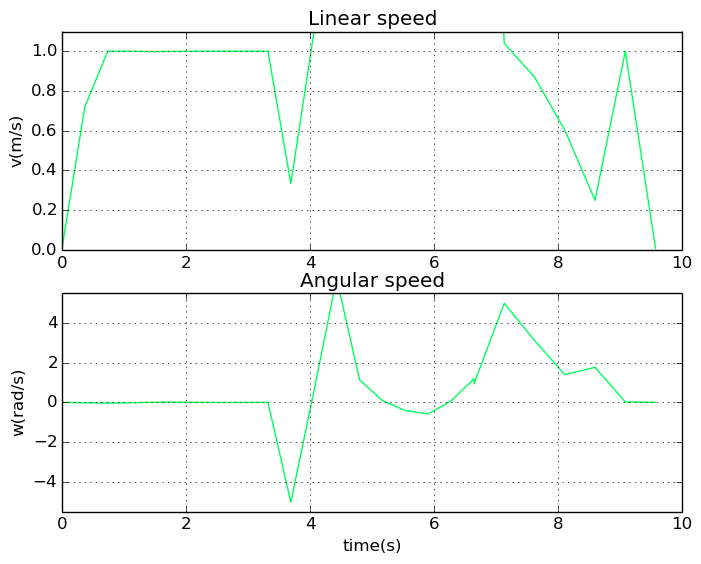 Linear speed
v(m/s)
1.0
0.8
0.6
0.4
0.2
0.0
0 2 4 6 8 10
Angular speed
w(rad/s)
4
2
0
−2
−4
0 2 4 6 8 10
time(s)